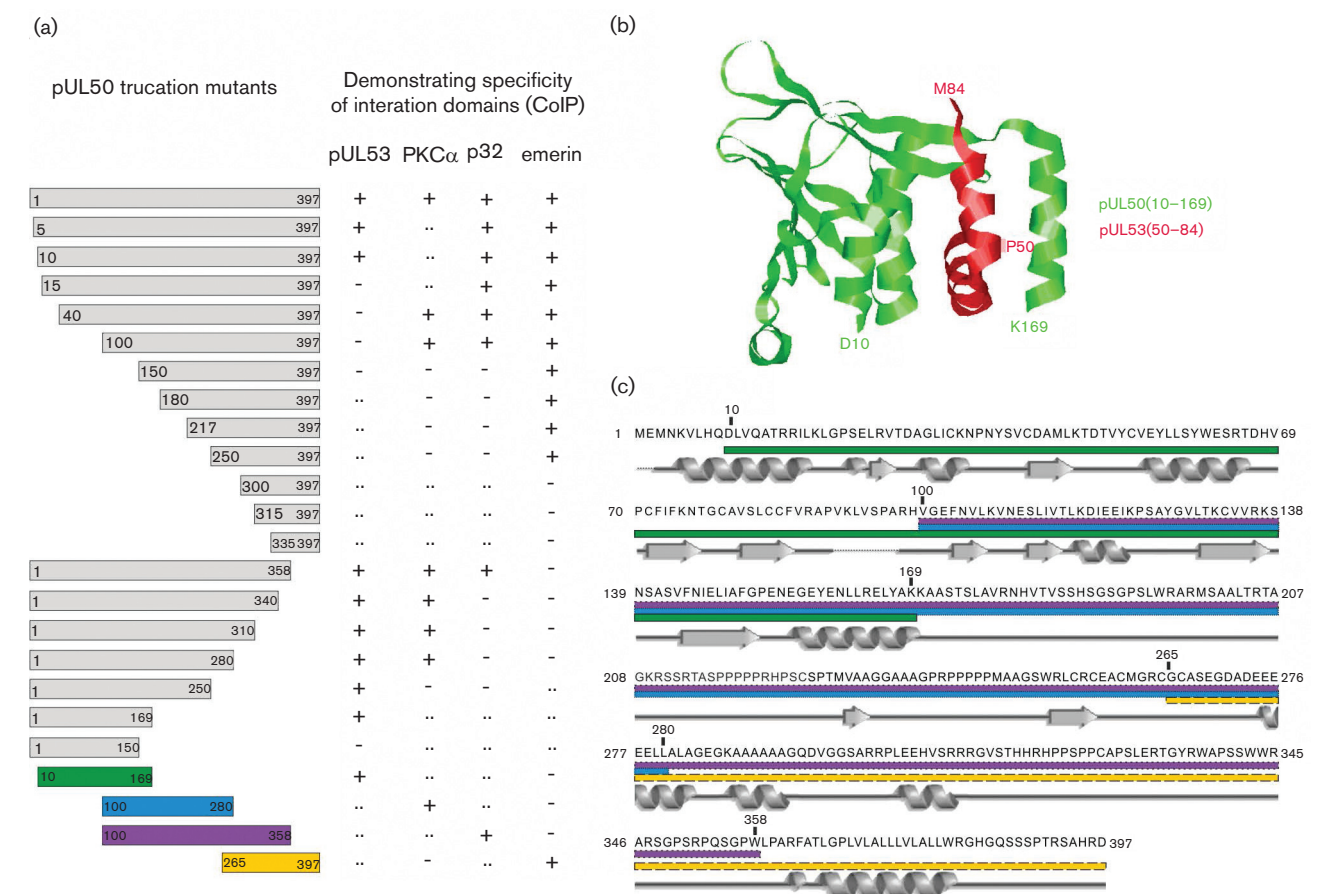 (a)
pUL50 trucation mutants
Demonstrating specificity
of interation domains (CoIP)
pUL53 PKCα p32 emerin
1 397 + + + +
5 397 + .. + +
10 397 + .. + +
15 397 - .. + +
40 397 - + + +
100 397 - + + +
150 397 - - - +
180 397 .. - - +
217 397 .. - - +
250 397 .. - - +
300 397 .. .. .. -
315 397 .. .. .. -
335 397 .. .. .. -
1 358 + + + -
1 340 + + - -
1 310 + + - -
1 280 + + - -
1 250 + - - ..
1 169 + .. .. ..
1 150 - .. .. ..
10 169 + .. .. -
100 280 .. + .. -
100 358 .. .. + -
265 397 .. - .. +
(b)
M84
pUL50(10–169)
pUL53(50–84)
P50
K169
D10
(c)
10
1 MEMNKVLHQDLVQATRRILKLGPSELRVTDAGLICKNPNYSVCDAMLKTDTVYCVEYLLSYWESRTDHV 69
100
70 PCFIFKNTGCAVSLCCFVRAPVKLVSPARHVGEFNVLKVNESLIVTLKDIEEIKPSAYGVLTKCVVRKS 138
169
139 NSASVFNIELIAFGPENEGEYENLLRELYAKKAASTSLAVRNHVTVSSHSGSGPSLWRARMSAALTRTA 207
265
208 GKRSSRTASPPPPPRHPSCSPTMVAAGGAAAGPRPPPPPMAAGSWRLCRCEACMGRCGCASEGDADEEE 276
280
277 EELLALAGEGKAAAAAAGQDVGGSARRPLEEHVSRRRGVSTHHRHPPSPPCAPSLERTGYRWAPSSWWR 345
358
346 ARSGPSRPQSGPWLPARFATLGPLVLALLLVLALLWRGHGQSSSPTRSAHRD 397